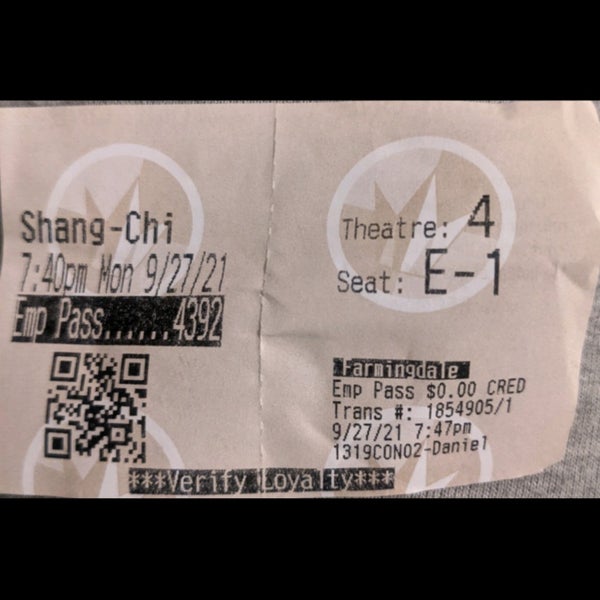 Shang-Chi
7:40pm Mon 9/27/21
Emp Pass......4392
Theatre: 4
Seat: E-1
Farmingdale
Emp Pass $0.00 CRED
Trans #: 1854905/1
9/27/21 7:47pm
1319CON02-Daniel
***Verify Loyalty***